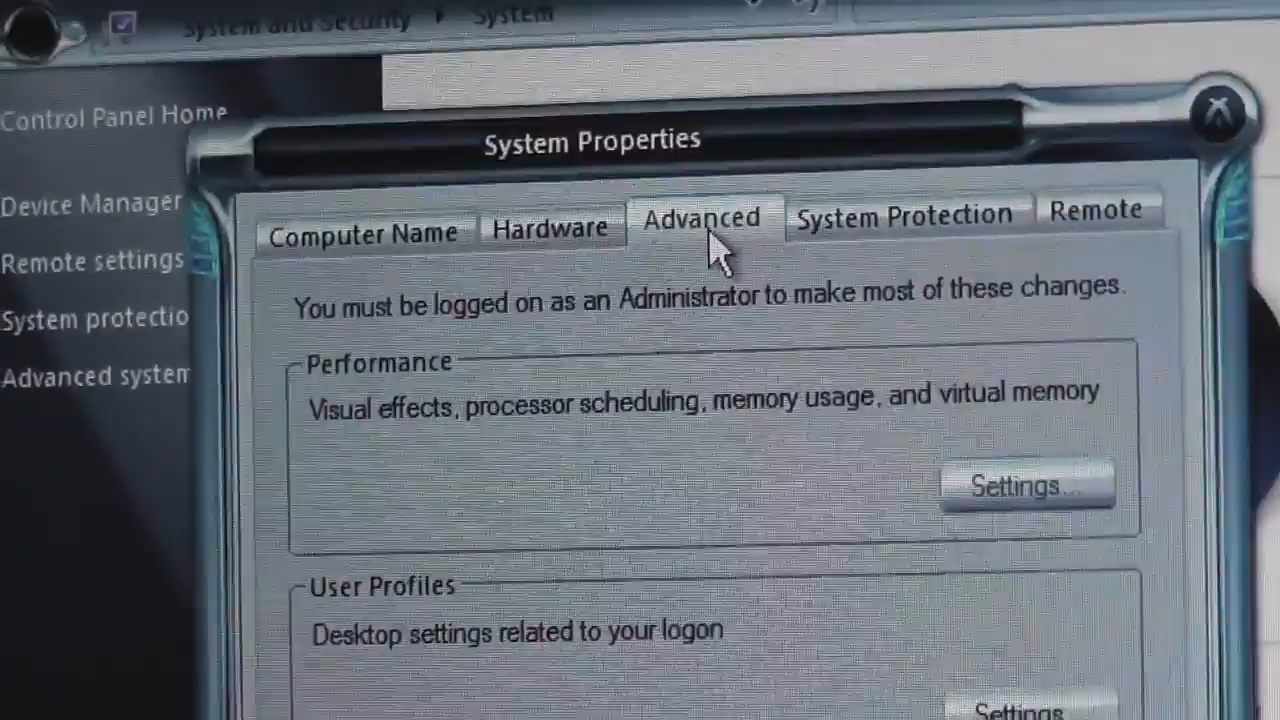 System and Security System
Control Panel Home
System Properties
Device Manager
Remote settings
System protectio
Advanced system
Computer Name Hardware Advanced System Protection Remote
You must be logged on as an Administrator to make most of these changes.
Performance
Visual effects, processor scheduling, memory usage, and virtual memory
Settings...
User Profiles
Desktop settings related to your logon
Settings